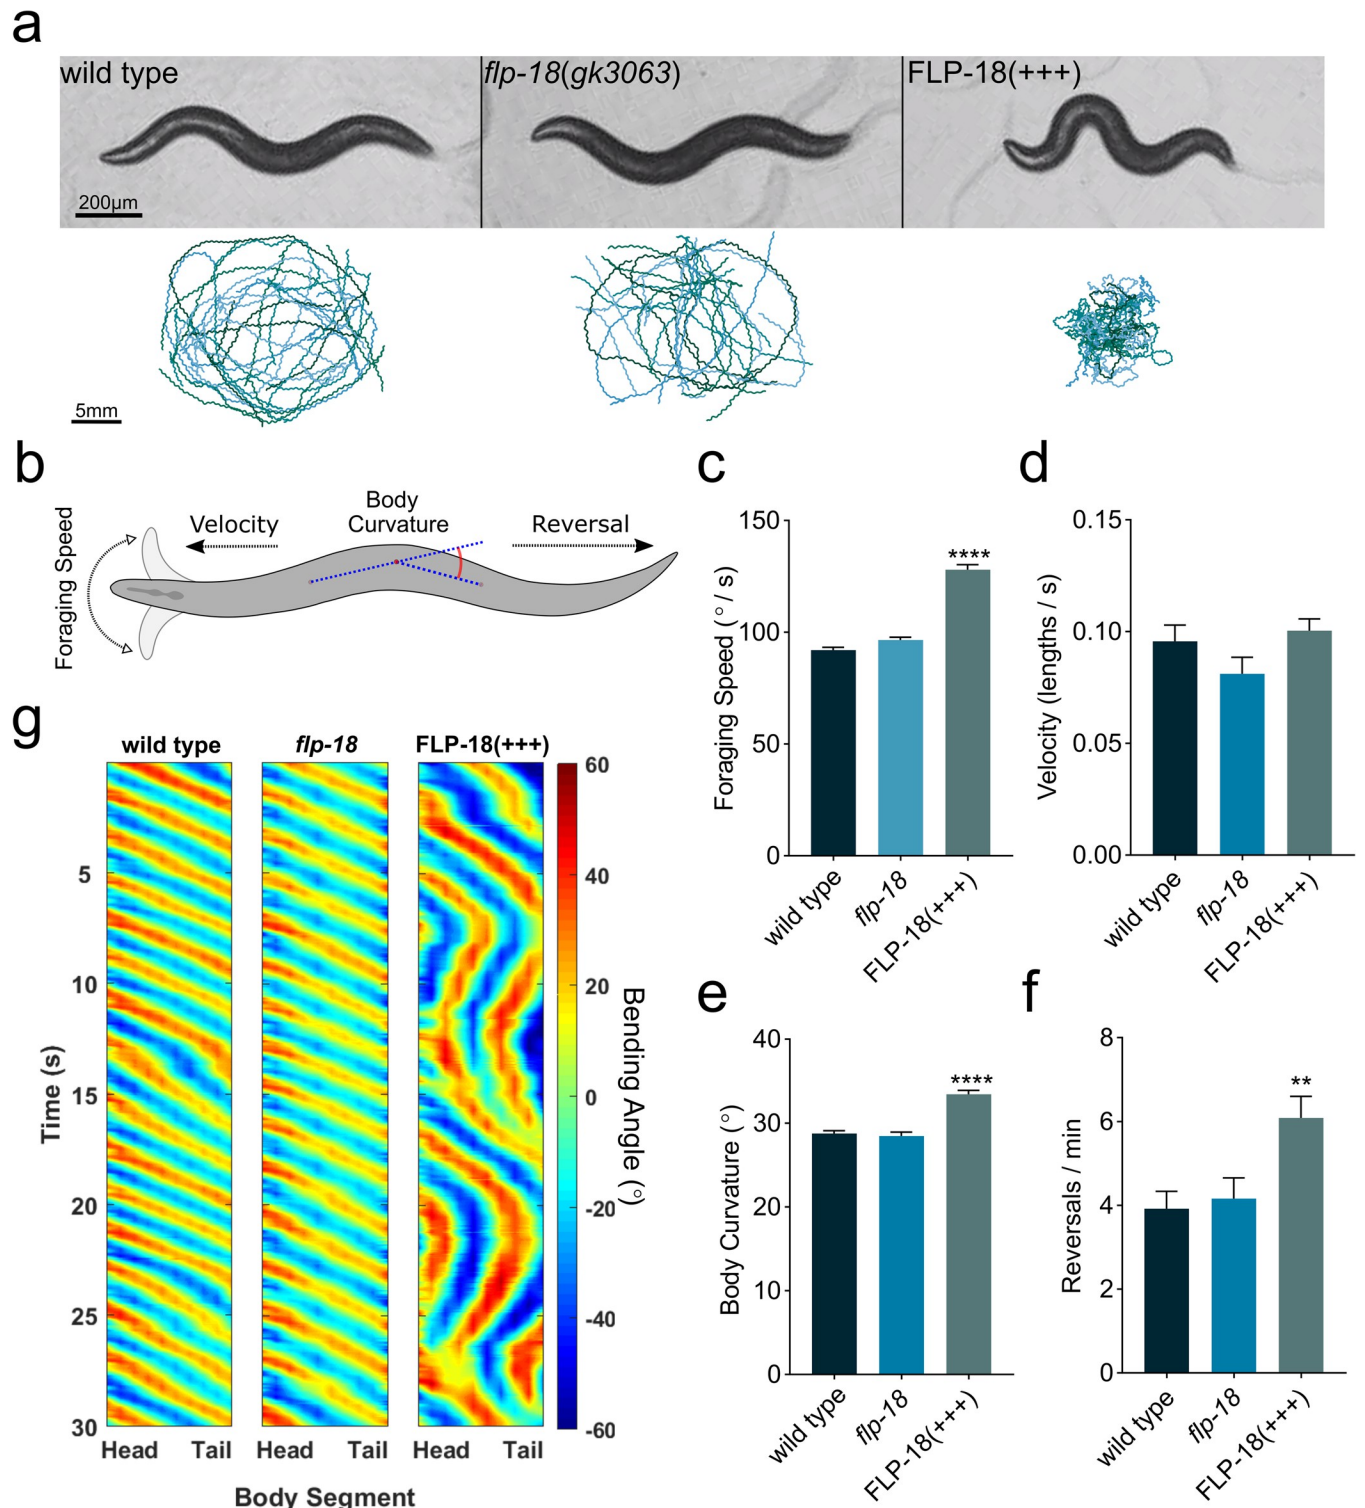 a
wild type
flp-18(gk3063)
FLP-18(+++)
200µm
5mm
b
Foraging Speed
Velocity
Body
Curvature
Reversal
c
Foraging Speed (°/ s)
150
100
50
0
****
wild type
flp-18
FLP-18(+++)
d
Velocity (lengths / s)
0.15
0.10
0.05
0.00
wild type
flp-18
FLP-18(+++)
g
wild type
flp-18
FLP-18(+++)
Time (s)
5
10
15
20
25
30
Head
Tail
Head
Tail
Head
Tail
Body Segment
60
40
20
0
-20
-40
-60
Bending Angle (°)
e
Body Curvature (°)
40
30
20
10
0
****
wild type
flp-18
FLP-18(+++)
f
Reversals / min
8
6
4
2
0
**
wild type
flp-18
FLP-18(+++)